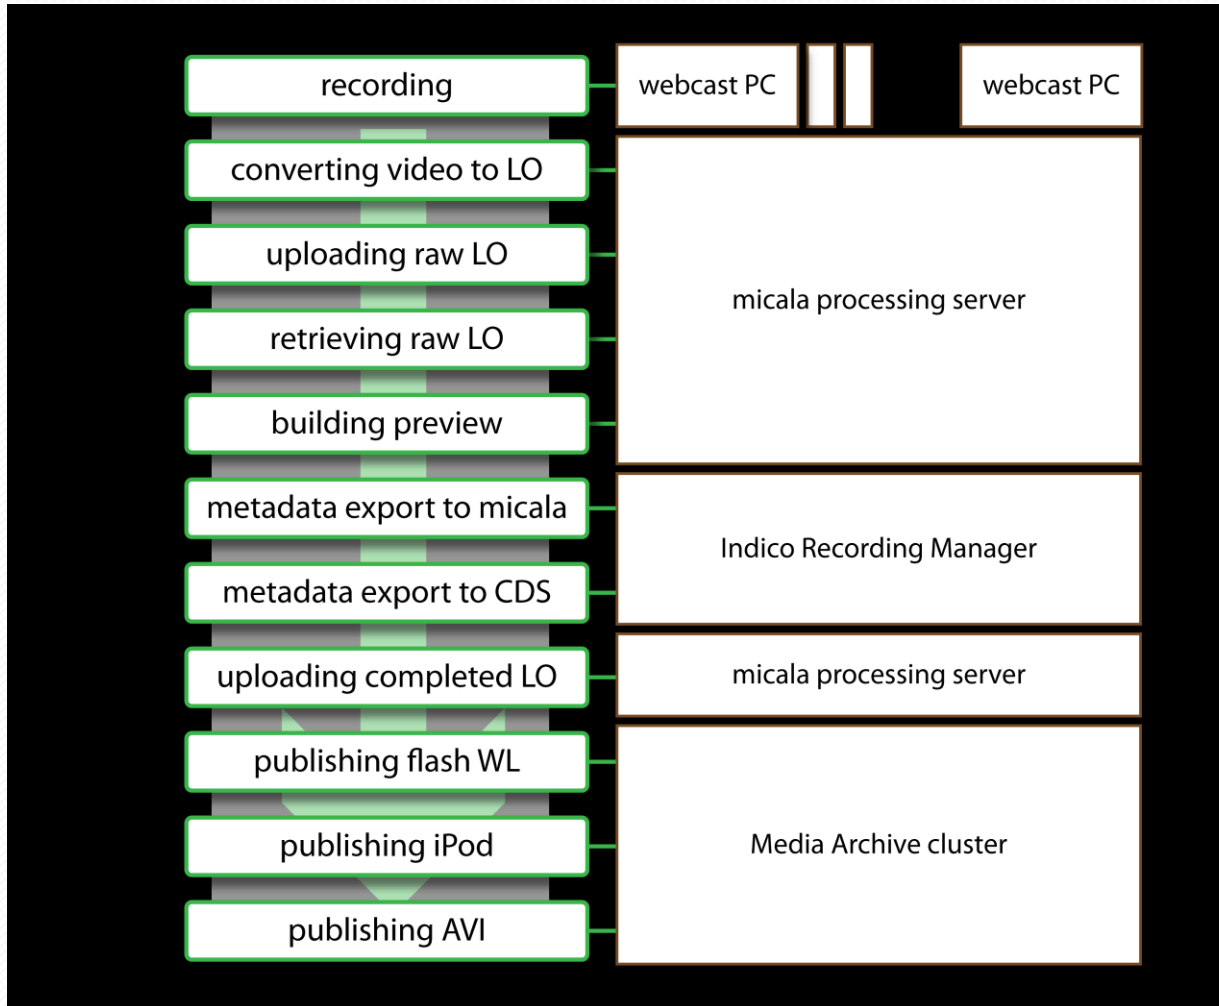 recording
webcast PC
webcast PC
converting video to LO
uploading raw LO
micala processing server
retrieving raw LO
building preview
metadata export to micala
Indico Recording Manager
metadata export to CDS
uploading completed LO
micala processing server
publishing flash WL
publishing iPod
Media Archive cluster
publishing AVI